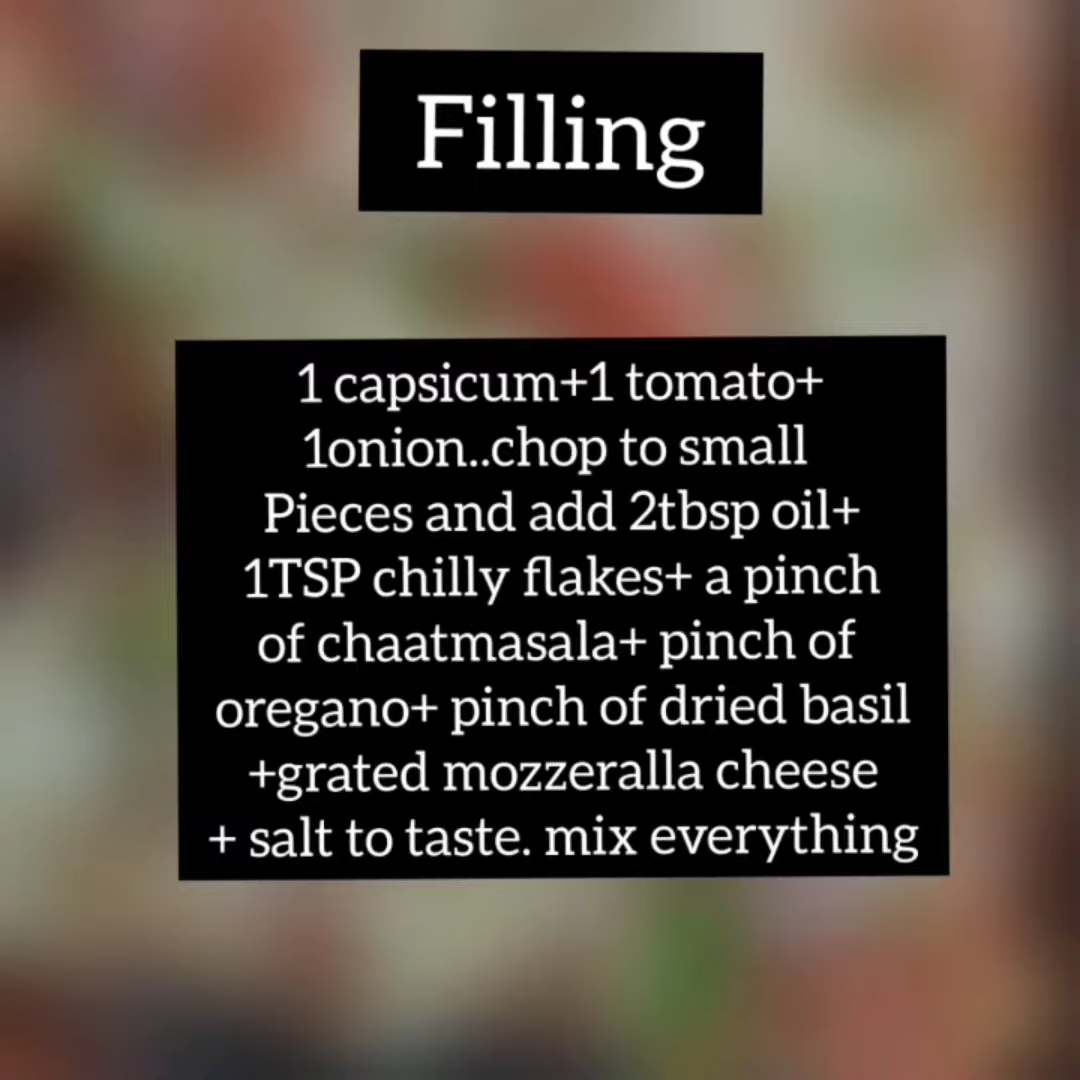 Filling
1 capsicum+1 tomato+
1onion..chop to small
Pieces and add 2tbsp oil+
1TSP chilly flakes+ a pinch
of chaatmasala+ pinch of
oregano+ pinch of dried basil
+grated mozzeralla cheese
+ salt to taste. mix everything